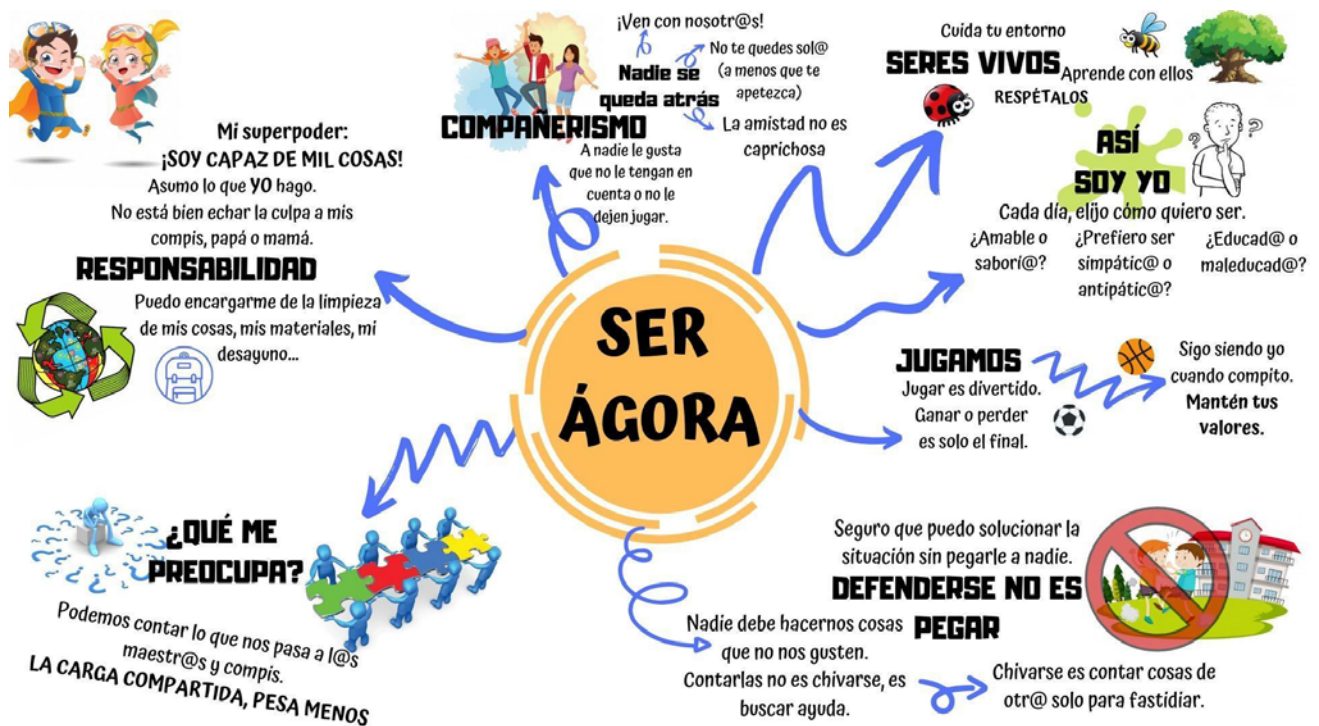 Mi superpoder:
¡SOY CAPAZ DE MIL COSAS!
Asumo lo que YO hago.
No está bien echar la culpa a mis
compis, papá o mamá.
RESPONSABILIDAD
Puedo encargarme de la limpieza
de mis cosas, mis materiales, mi
desayuno...
¡Ven con nosotr@s!
Nadie se
queda atrás
No te quedes sol@
(a menos que te
apetezca)
La amistad no es
caprichosa
COMPAÑERISMO
A nadie le gusta
que no le tengan en
cuenta o no le
dejen jugar.
Cuida tu entorno
SERES VIVOS
Aprende con ellos
RESPÉTALOS
ASÍ
SOY YO
? ?
Cada día, elijo cómo quiero ser.
¿Amable o
saborí@?
¿Prefiero ser
simpátic@ o
antipátic@?
¿Educad@ o
maleducad@?
SER
ÁGORA
JUGAMOS
Jugar es divertido.
Ganar o perder
es solo el final.
Sigo siendo yo
cuando compito.
Mantén tus
valores.
¿QUÉ ME
PREOCUPA?
Podemos contar lo que nos pasa a l@s
maestr@s y compis.
LA CARGA COMPARTIDA, PESA MENOS
Seguro que puedo solucionar la
situación sin pegarle a nadie.
DEFENDERSE NO ES
PEGAR
Nadie debe hacernos cosas
que no nos gusten.
Contarlas no es chivarse, es
buscar ayuda.
Chivarse es contar cosas de
otr@ solo para fastidiar.